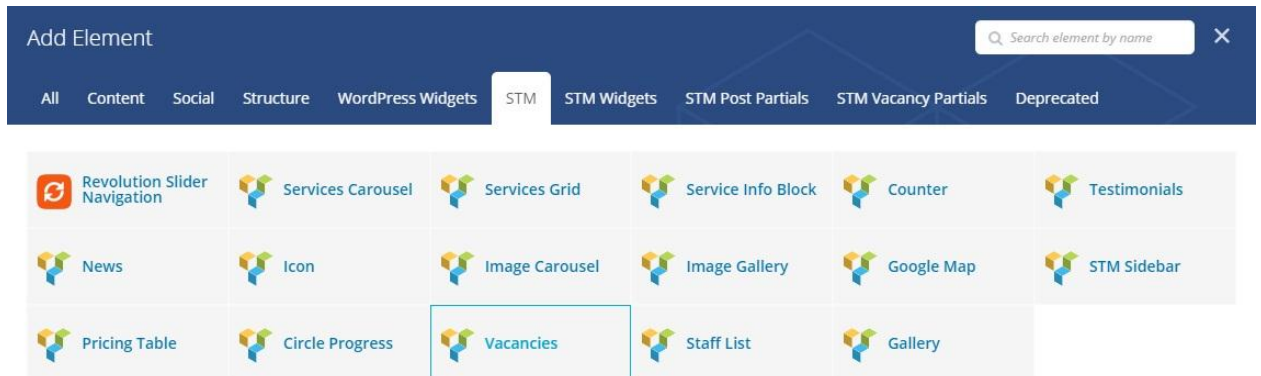 Add Element
Search element by name
All Content Social Structure WordPress Widgets STM STM Widgets STM Post Partials STM Vacancy Partials Deprecated
Revolution Slider
Navigation
Services Carousel
Services Grid
Service Info Block
Counter
Testimonials
News
Icon
Image Carousel
Image Gallery
Google Map
STM Sidebar
Pricing Table
Circle Progress
Vacancies
Staff List
Gallery